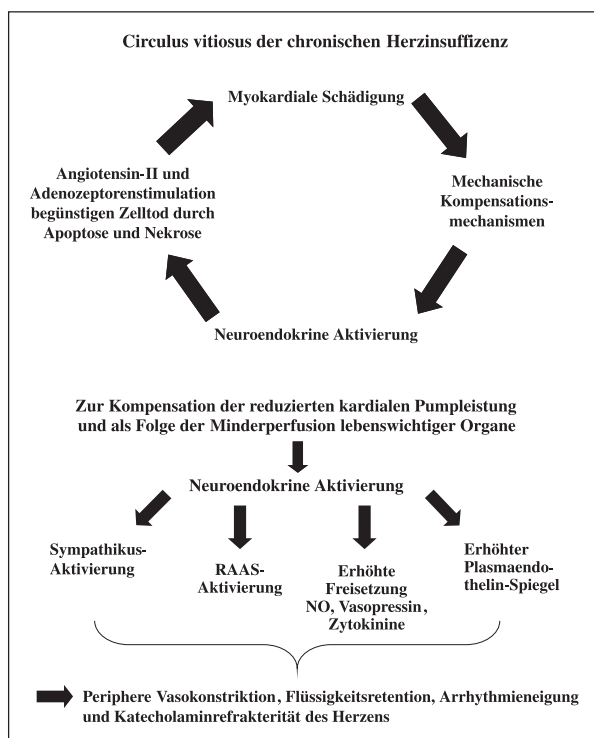 Circulus vitiosus der chronischen Herzinsuffizenz
Myokardiale Schädigung
Mechanische
Kompensations-
mechanismen
Neuroendokrine Aktivierung
Angiotensin-II und
Adenozeptorenstimulation
begünstigen Zelltod durch
Apoptose und Nekrose
Zur Kompensation der reduzierten kardialen Pumpleistung
und als Folge der Minderperfusion lebenswichtiger Organe
Neuroendokrine Aktivierung
Sympathikus-
Aktivierung
RAAS-
Aktivierung
Erhöhte
Freisetzung
NO, Vasopressin,
Zytokinine
Erhöhter
Plasmaendo-
thelin-Spiegel
Periphere Vasokonstriktion, Flüssigkeitsretention, Arrhythmieneigung
und Katecholaminrefrakterität des Herzens